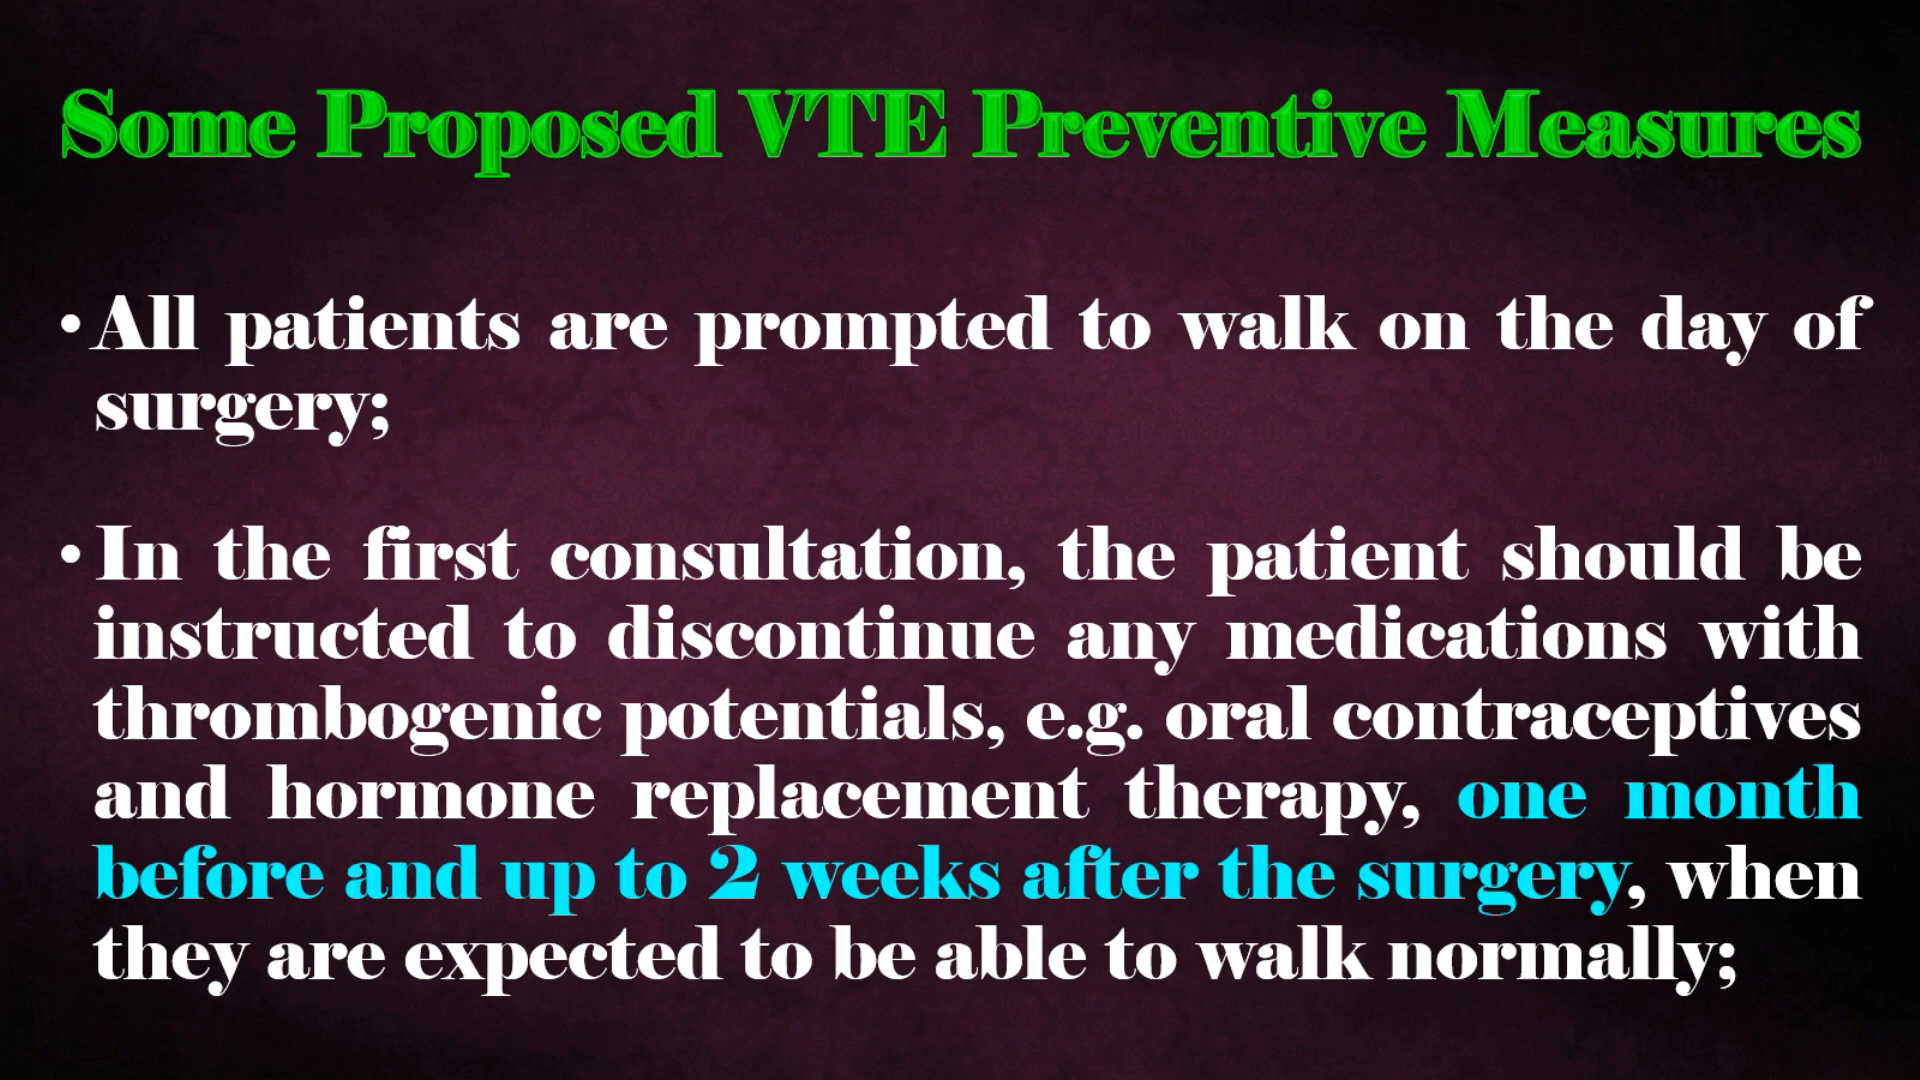 Some Proposed VTE Preventive Measures
• All patients are prompted to walk on the day of
surgery;
• In the first consultation, the patient should be
instructed to discontinue any medications with
thrombogenic potentials, e.g. oral contraceptives
and hormone replacement therapy, one month
before and up to 2 weeks after the surgery, when
they are expected to be able to walk normally;